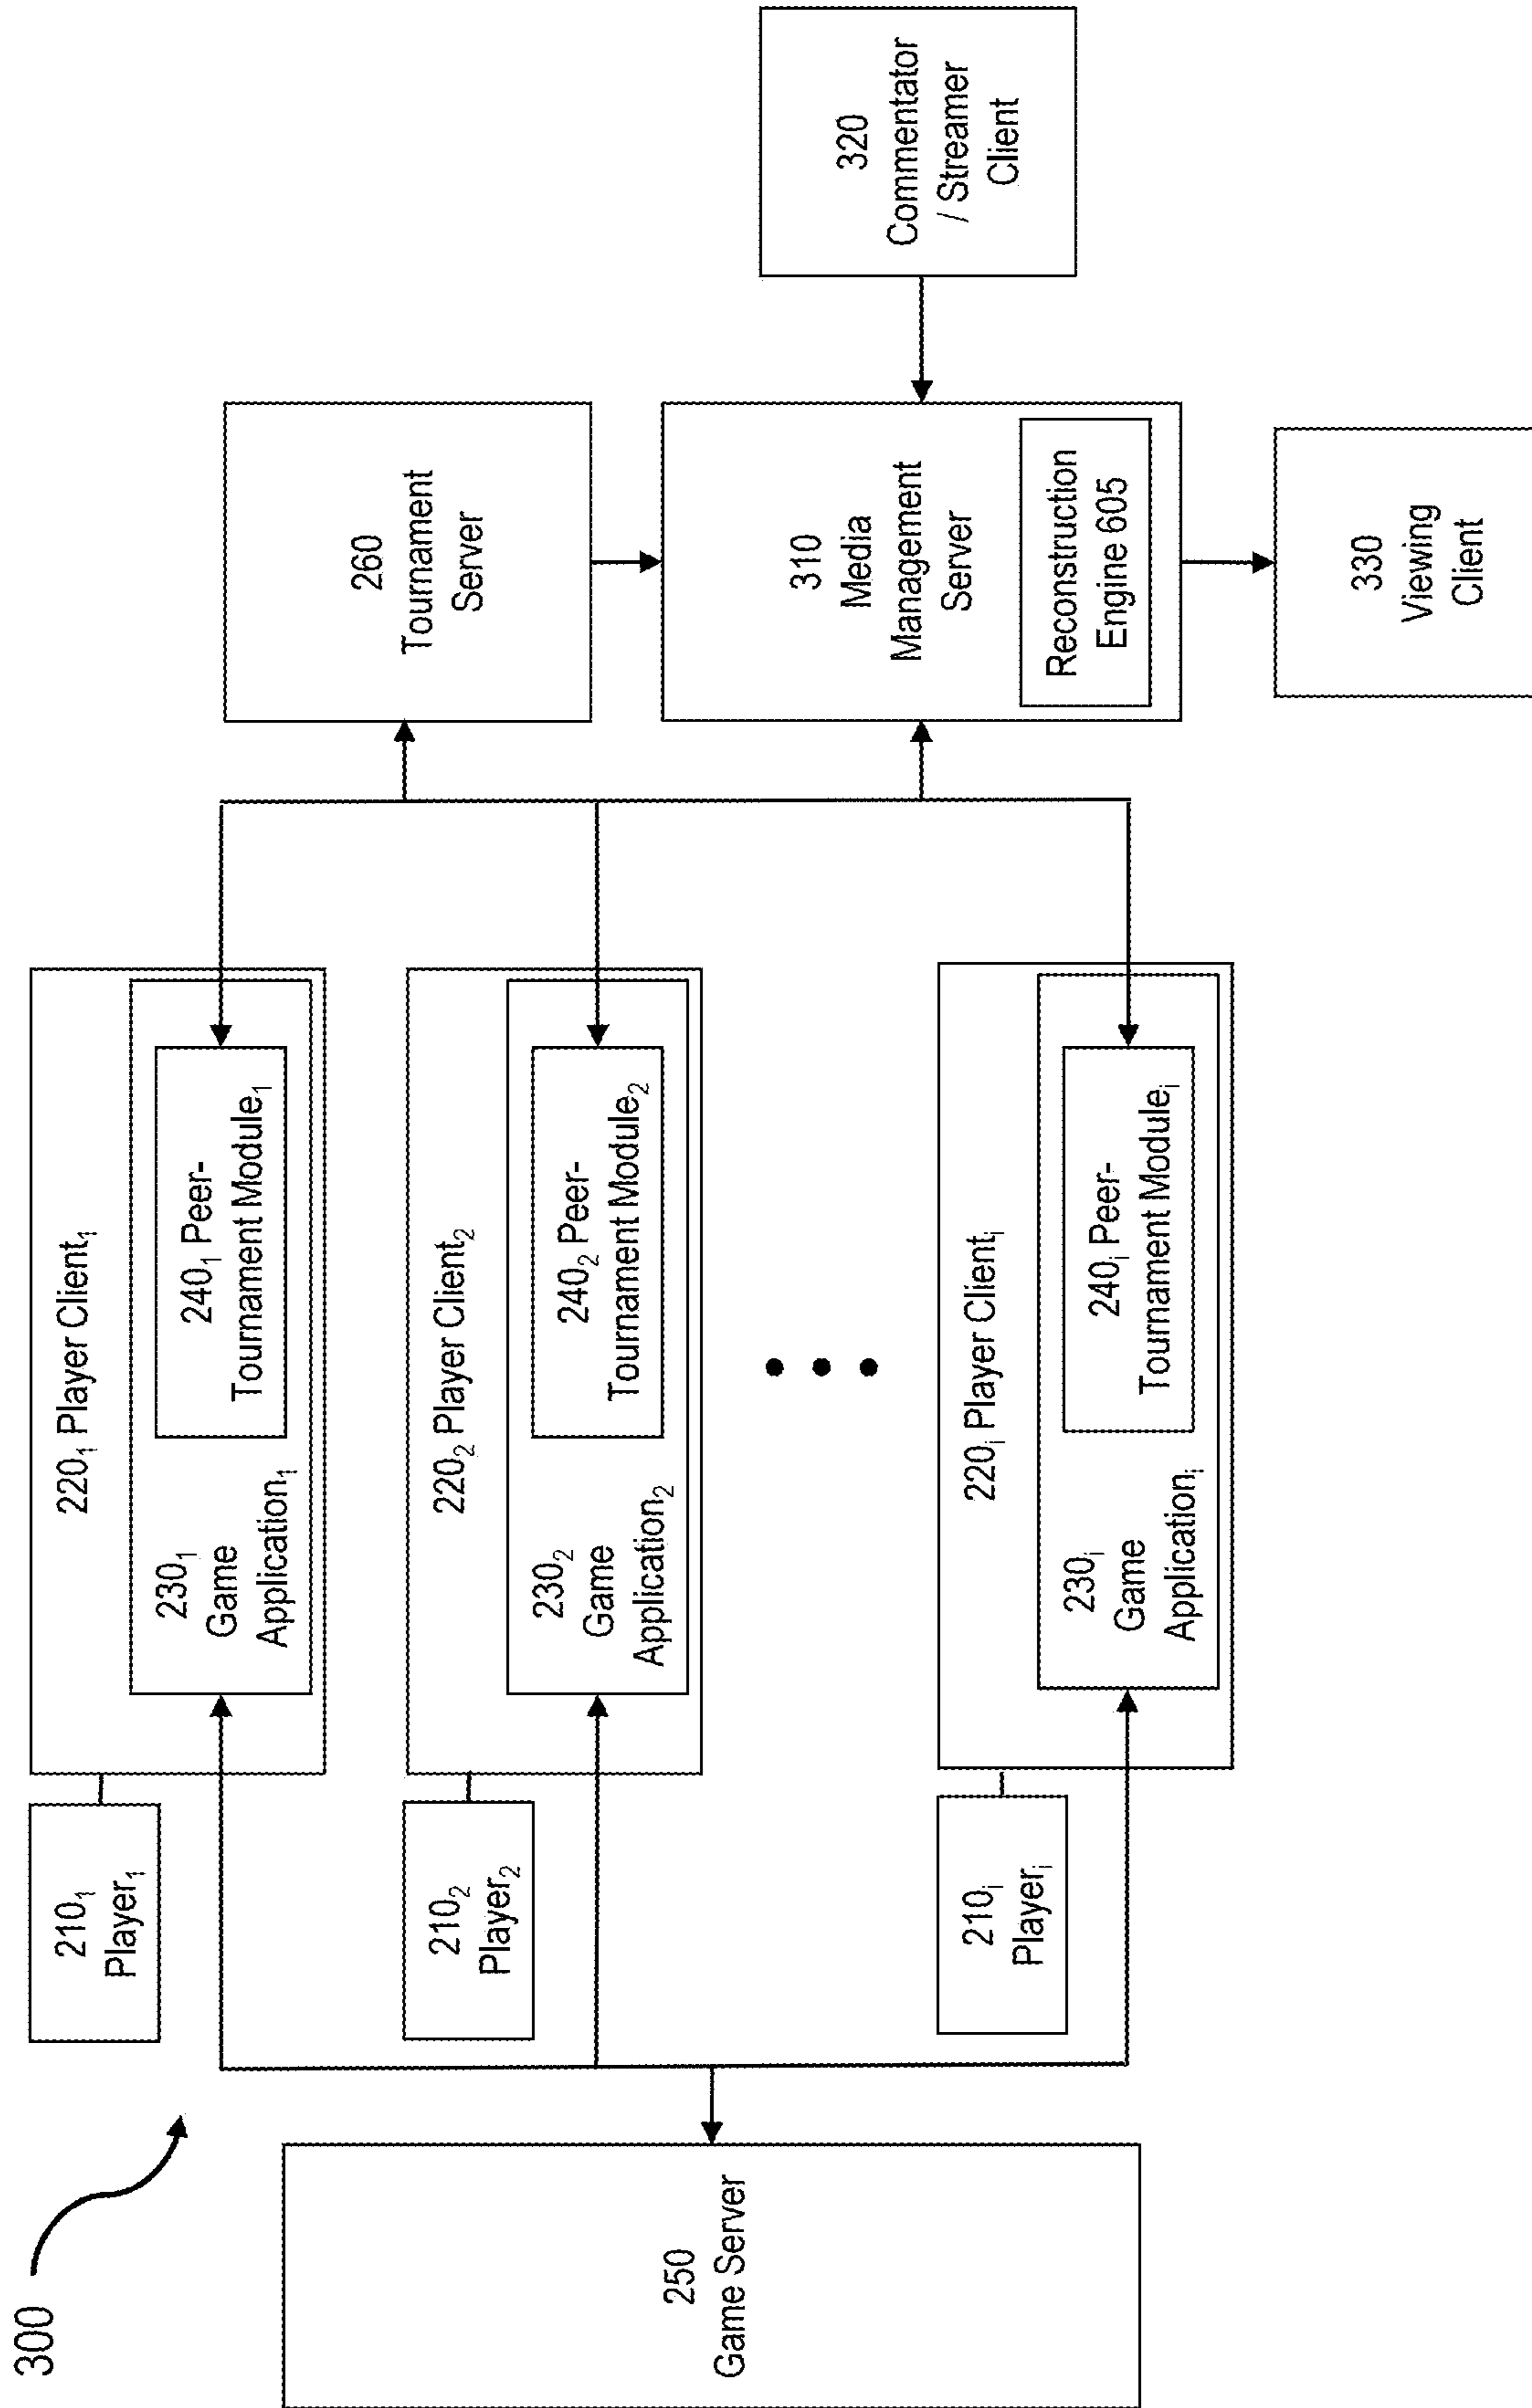 300
250
Game Server
210₁
Player₁
220₁ Player Client₁
230₁
Game
Application₁
240₁ Peer-
Tournament Module₁
210₂
Player₂
220₂ Player Client₂
230₂
Game
Application₂
240₂ Peer-
Tournament Module₂
210ᵢ
Playerᵢ
220ᵢ Player Clientᵢ
230ᵢ
Game
Applicationᵢ
240ᵢ Peer-
Tournament Moduleᵢ
260
Tournament
Server
310
Media
Management
Server
Reconstruction
Engine 605
320
Commentator
/ Streamer
Client
330
Viewing
Client